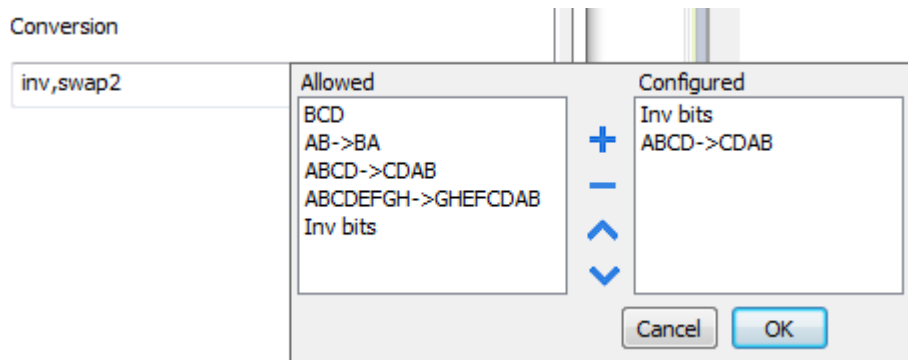 Conversion
inv,swap2
Allowed
BCD
AB->BA
ABCD->CDAB
ABCDEFGH->GHEFCDAB
Inv bits
Configured
Inv bits
ABCD->CDAB
Cancel
OK